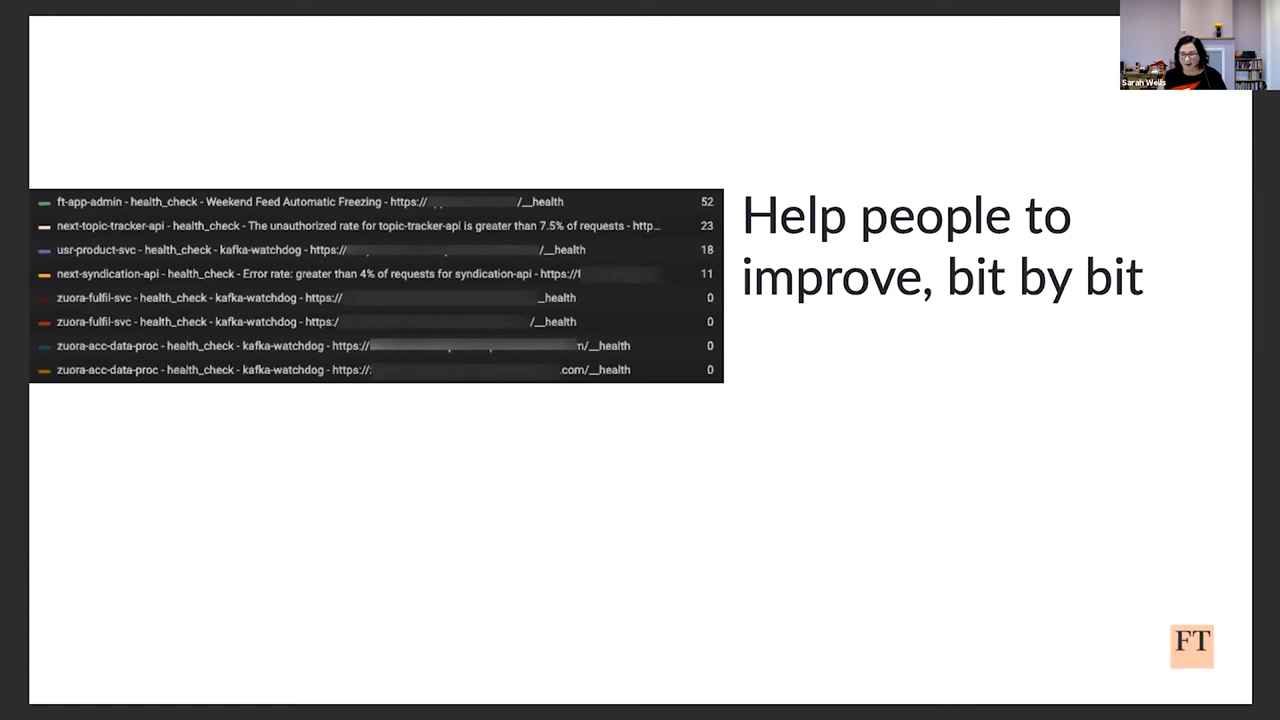 Sarah Wells
ft-app-admin - health_check - Weekend Feed Automatic Freezing - https:// /__health 52
next-topic-tracker-api - health_check - The unauthorized rate for topic-tracker-api is greater than 7.5% of requests - http... 23
usr-product-svc - health_check - kafka-watchdog - https:// /__health 18
next-syndication-api - health_check - Error rate: greater than 4% of requests for syndication-api - https:// 11
zuora-fulfil-svc - health_check - kafka-watchdog - https:// _health 0
zuora-fulfil-svc - health_check - kafka-watchdog - https:/ /__health 0
zuora-acc-data-proc - health_check - kafka-watchdog - https:// m/__health 0
zuora-acc-data-proc - health_check - kafka-watchdog - https:// .com/__health 0
Help people to
improve, bit by bit
FT